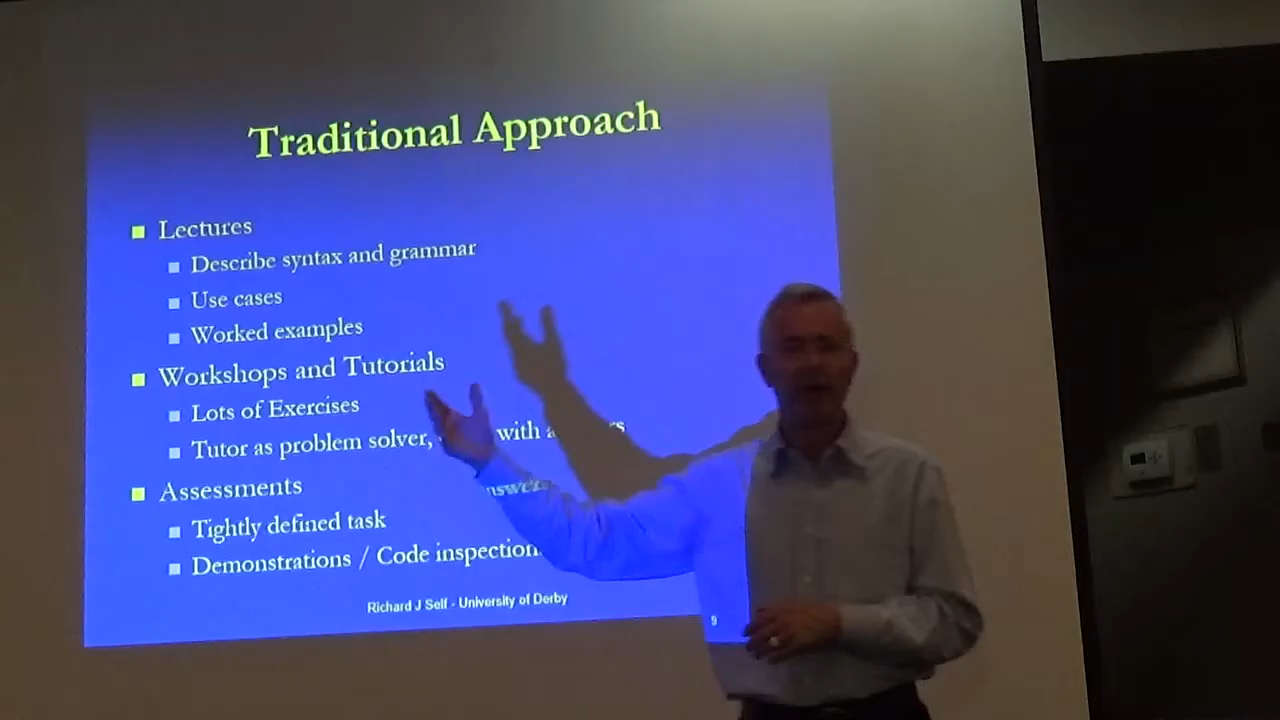 Traditional Approach
Lectures
Describe syntax and grammar
Use cases
Worked examples
Workshops and Tutorials
Lots of Exercises
Tutor as problem solver, with
Assessments
Tightly defined task
Demonstrations / Code inspection
Richard J Self - University of Derby
9